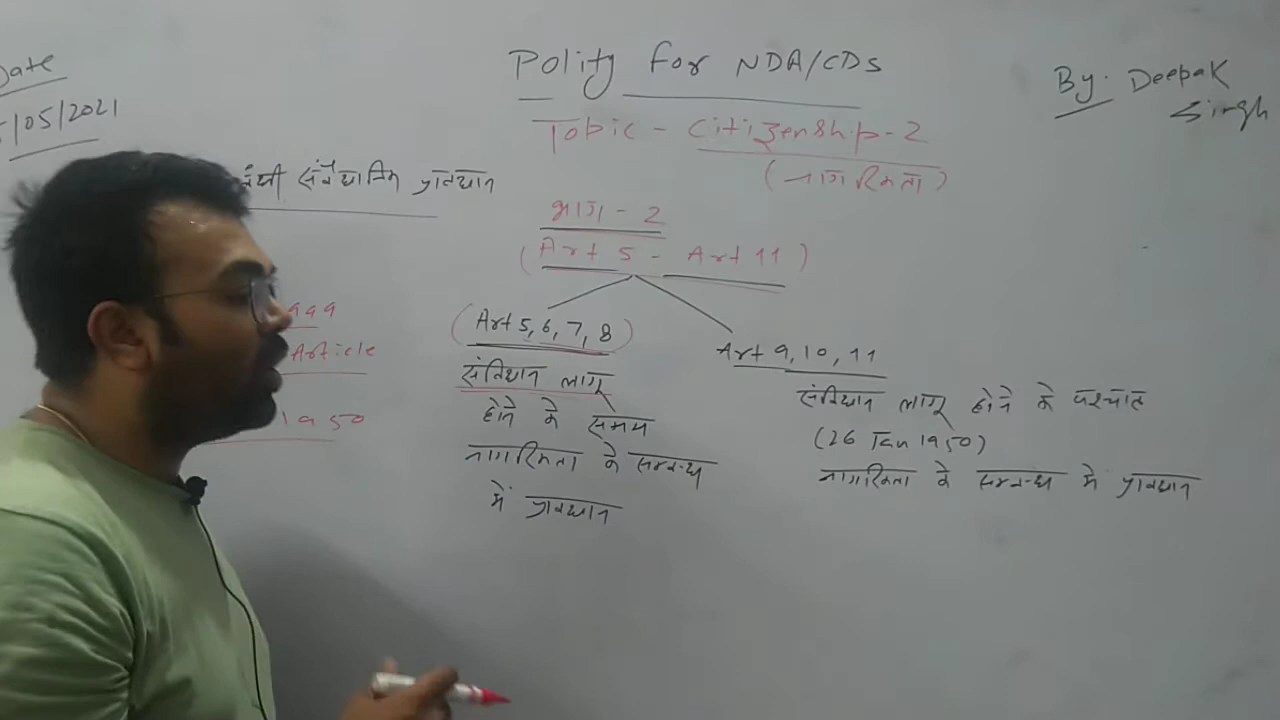 Date
/05/2021
Polity for NDA/CDS
By: Deepak
Singh
Topic - Citizenship-2
(नागरिकता)
संवैधानिक प्रावधान
भाग - 2
(Art 5 - Art 11)
Article
1950
(Art 5, 6, 7, 8)
संविधान लागू
होने के समय
नागरिकता के सम्बन्ध
में प्रावधान
Art 9, 10, 11
संविधान लागू होने के पश्चात
(26 Jan 1950)
नागरिकता के सम्बन्ध में प्रावधान